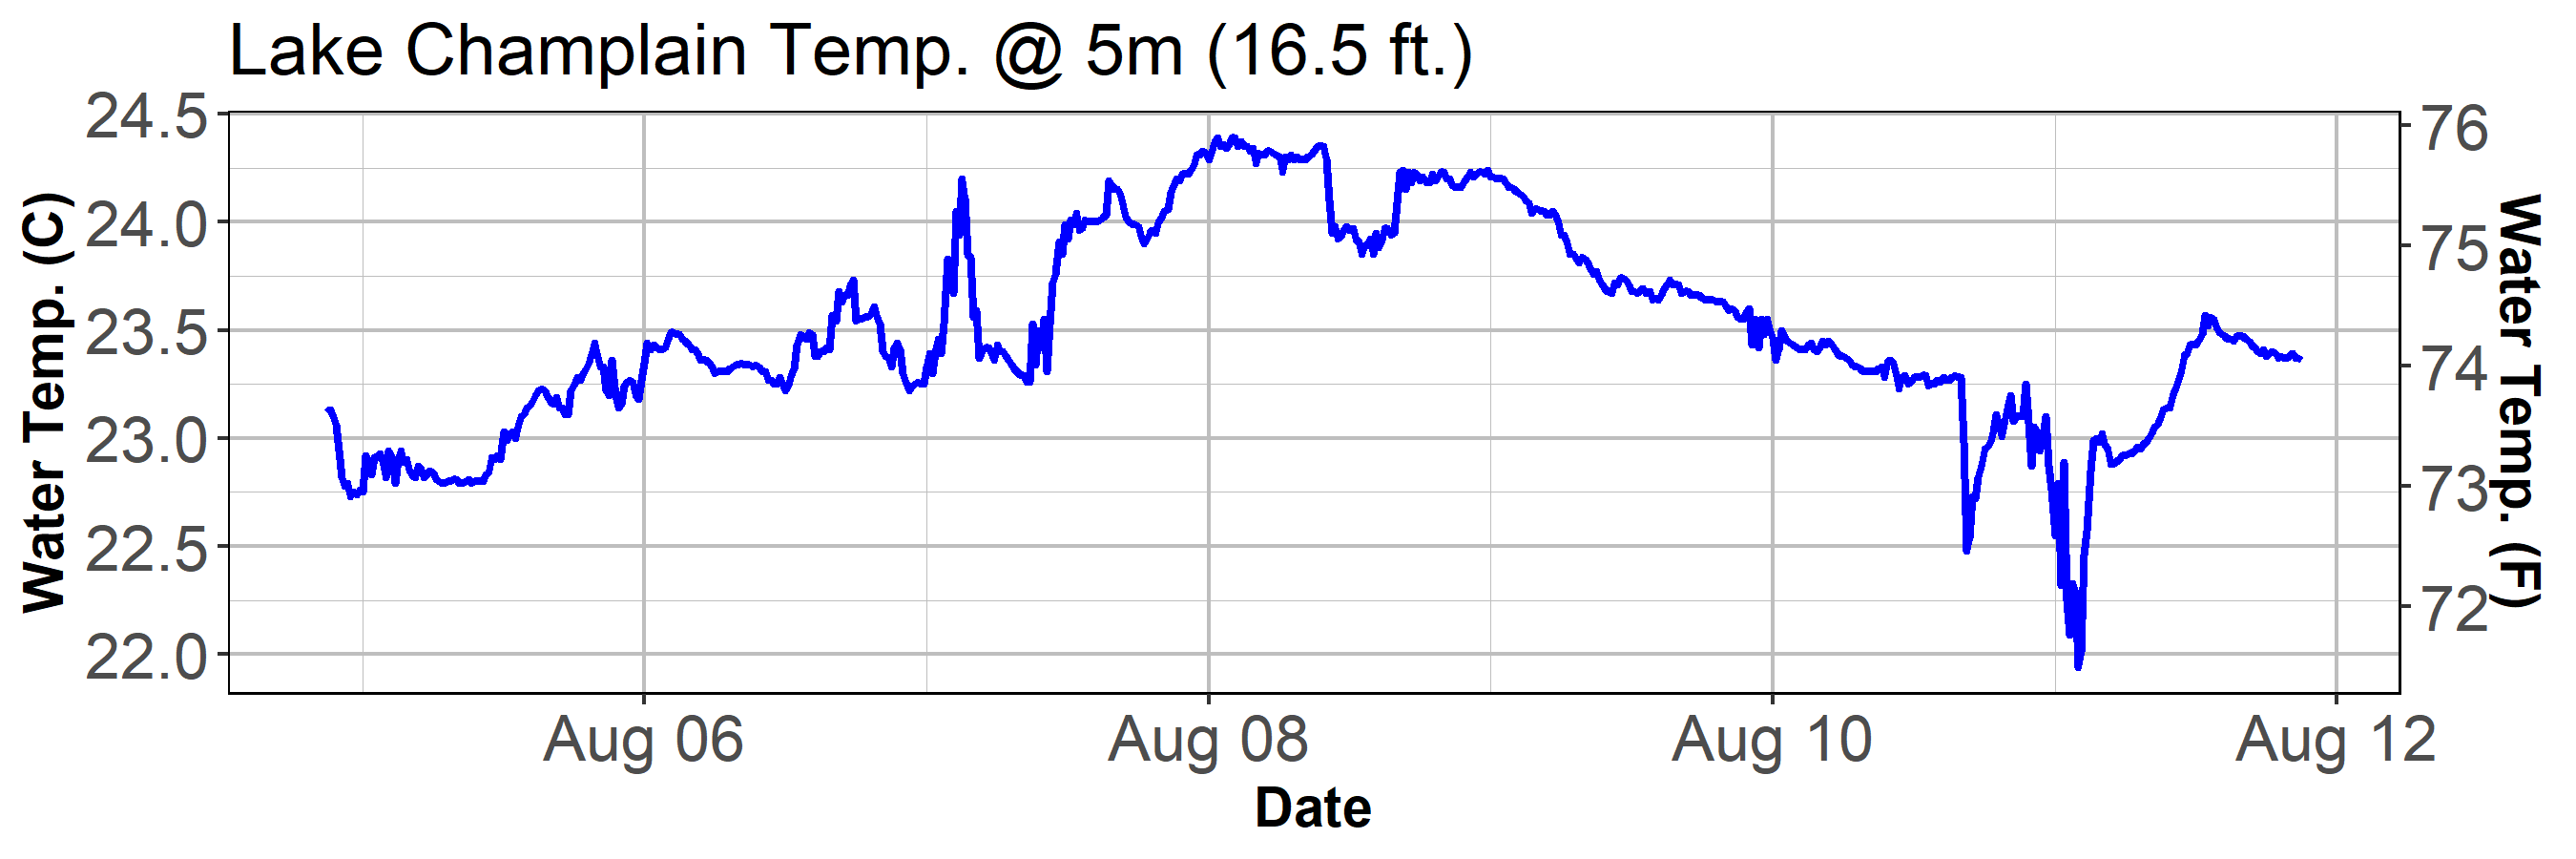 Lake Champlain Temp. @ 5m (16.5 ft.)
Water Temp. (C)
24.5
24.0
23.5
23.0
22.5
22.0
76
75
74
73
72
Water Temp. (F)
Aug 06 Aug 08 Aug 10 Aug 12
Date